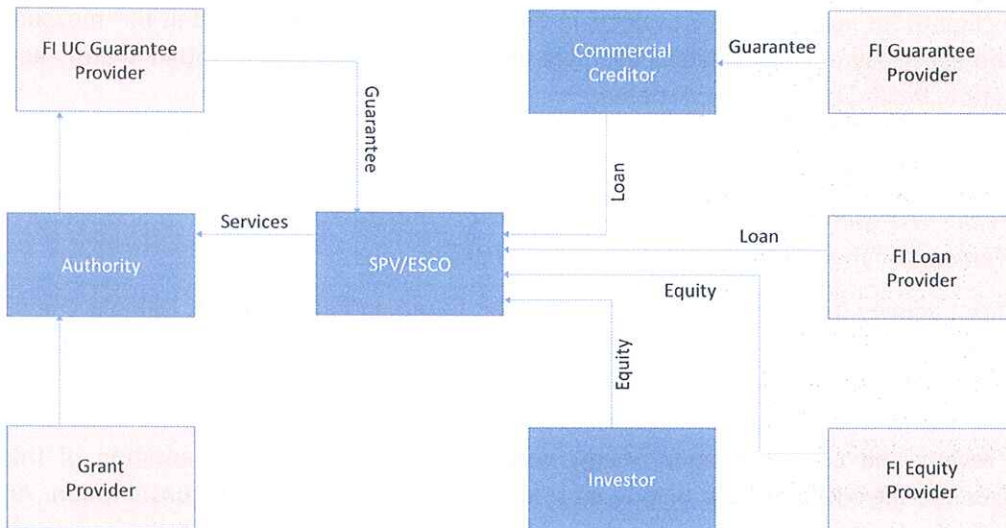 FI UC Guarantee
Provider
Commercial
Creditor
Guarantee
FI Guarantee
Provider
Guarantee
Loan
Services
Authority
SPV/ESCO
Loan
FI Loan
Provider
Equity
Equity
Grant
Provider
Investor
FI Equity
Provider